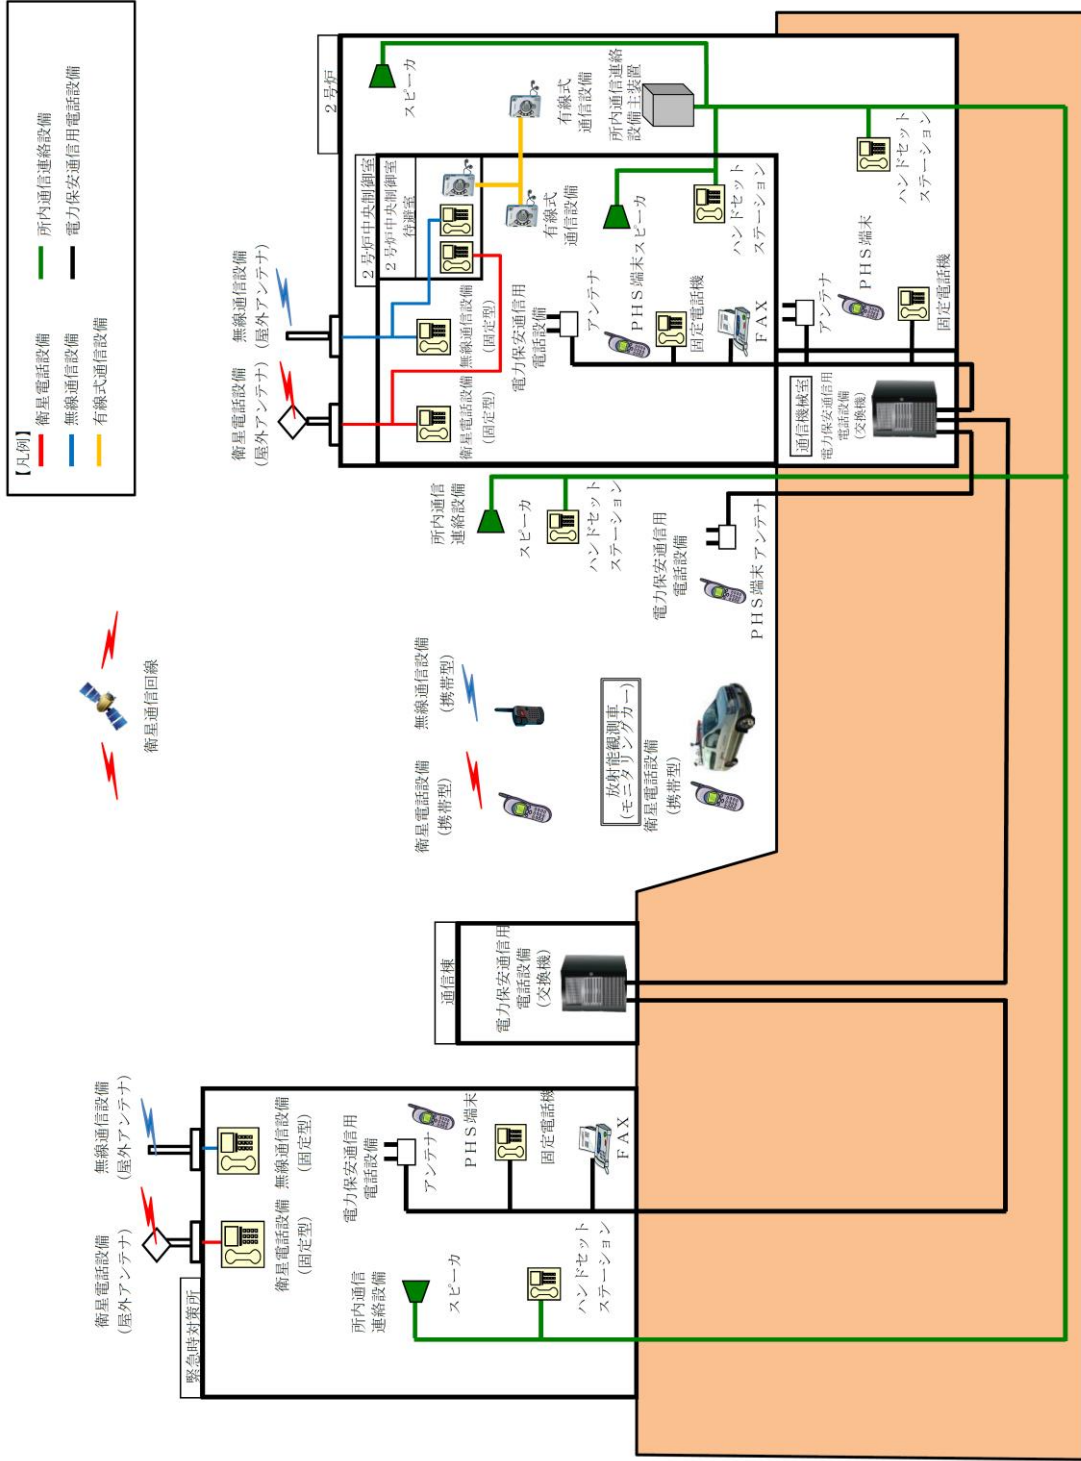 【凡例】
衛星電話設備
無線通信設備
有線式通信設備
所内通信連絡設備
電力保安通信用電話設備
衛星通信回線
緊急時対策所
衛星電話設備
(屋外アンテナ)
無線通信設備
(屋外アンテナ)
衛星電話設備
(固定型)
無線通信設備
(固定型)
所内通信
連絡設備
スピーカ
ハンドセット
ステーション
電力保安通信用
電話設備
アンテナ
PHS端末
固定電話機
FAX
通信棟
電力保安通信用
電話設備
(交換機)
衛星電話設備
(携帯型)
無線通信設備
(携帯型)
放射能観測車
(モニタリングカー)
衛星電話設備
(携帯型)
所内通信
連絡設備
スピーカ
ハンドセット
ステーション
電力保安通信用
電話設備
PHS端末
アンテナ
衛星電話設備
(屋外アンテナ)
無線通信設備
(屋外アンテナ)
2号炉
2号炉中央制御室
2号炉中央制御室
待避室
衛星電話設備
(固定型)
無線通信設備
(固定型)
電力保安通信用
電話設備
アンテナ
PHS端末
固定電話機
FAX
有線式
通信設備
スピーカ
ハンドセット
ステーション
スピーカ
有線式
通信設備
所内通信連絡
設備主装置
通信機械室
電力保安通信用
電話設備
(交換機)
アンテナ
PHS端末
固定電話機
ハンドセット
ステーション